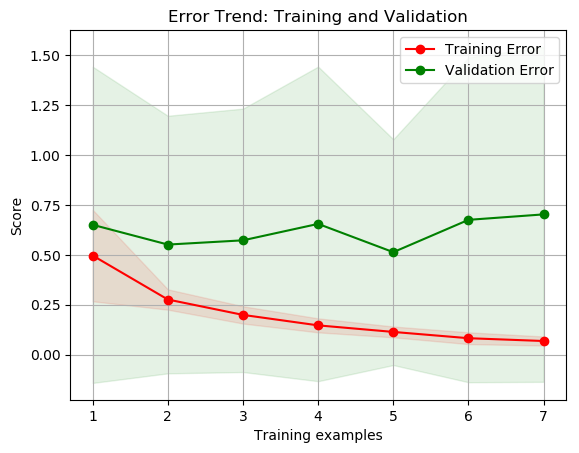 Error Trend: Training and Validation
Training Error
Validation Error
1.50
1.25
1.00
0.75
0.50
0.25
0.00
Score
1 2 3 4 5 6 7
Training examples